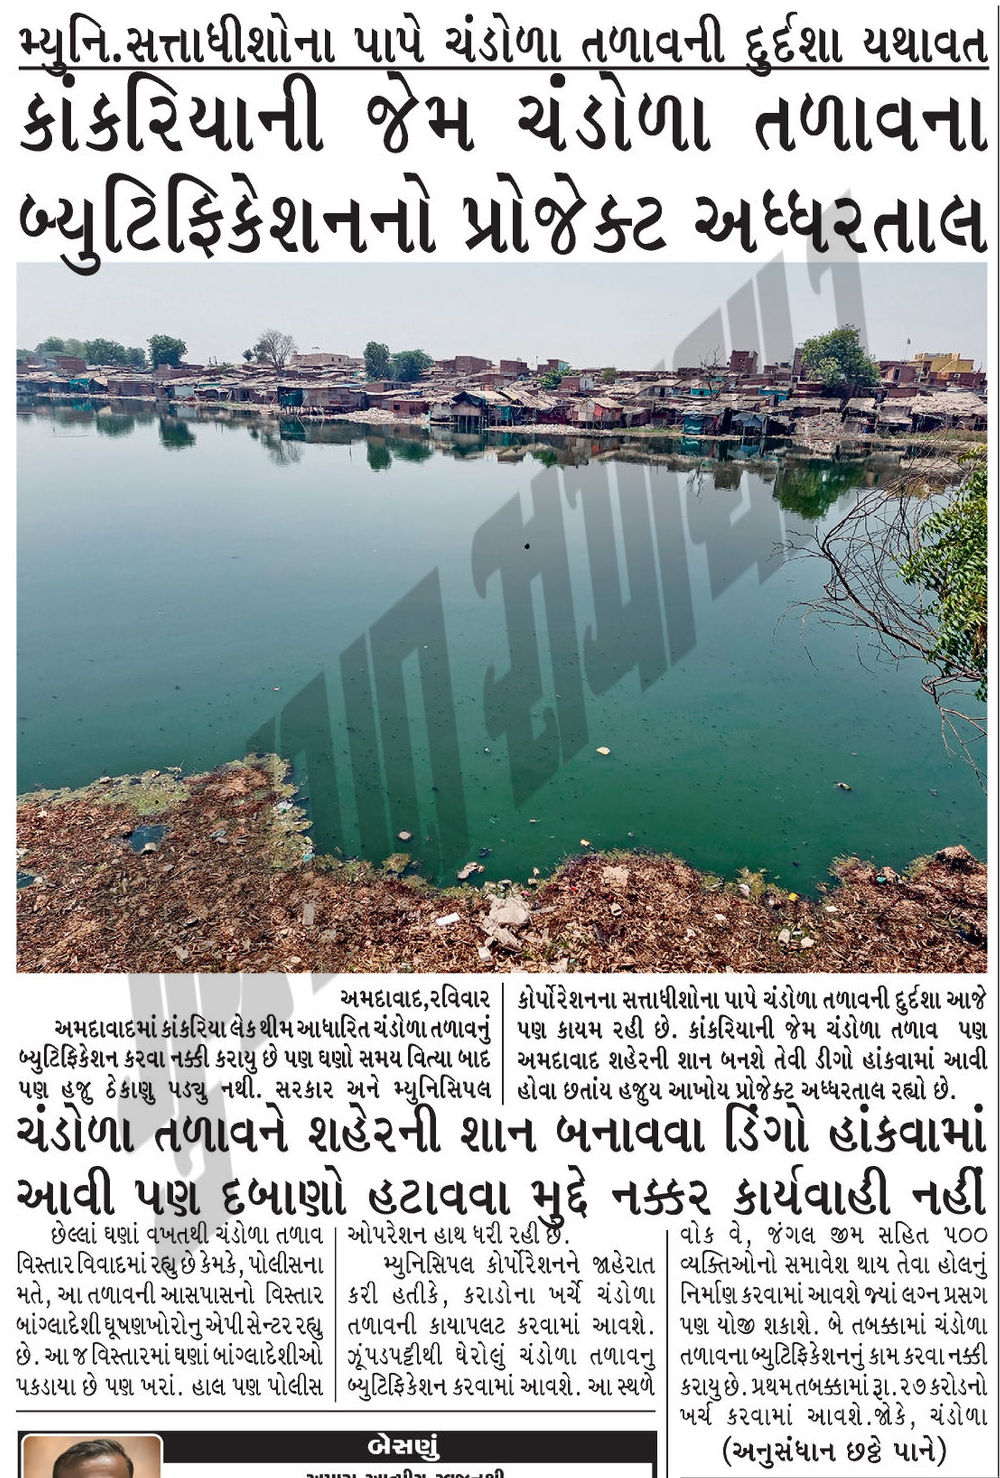 મ્યુનિ.સત્તાધીશોના પાપે ચંડોળા તળાવની દુર્દશા યથાવત
કાંકરિયાની જેમ ચંડોળા તળાવના
બ્યુટિફિકેશનનો પ્રોજેક્ટ અધ્ધરતાલ
અમદાવાદ,રવિવાર
અમદાવાદમાં કાંકરિયા લેક થીમ આધારિત ચંડોળા તળાવનું
બ્યુટિફિકેશન કરવા નક્કી કરાયુ છે પણ ઘણો સમય વિત્યા બાદ
પણ હજુ ઠેકાણુ પડ્યુ નથી. સરકાર અને મ્યુનિસિપલ
કોર્પોરેશનના સત્તાધીશોના પાપે ચંડોળા તળાવની દુર્દશા આજે
પણ કાયમ રહી છે. કાંકરિયાની જેમ ચંડોળા તળાવ પણ
અમદાવાદ શહેરની શાન બનશે તેવી ડીગો હાંકવામાં આવી
હોવા છતાંય હજુય આખોય પ્રોજેક્ટ અધ્ધરતાલ રહ્યો છે.
ચંડોળા તળાવને શહેરની શાન બનાવવા ડિંગો હાંકવામાં
આવી પણ દબાણો હટાવવા મુદ્દે નક્કર કાર્યવાહી નહીં
છેલ્લાં ઘણાં વખતથી ચંડોળા તળાવ
વિસ્તાર વિવાદમાં રહ્યુ છે કેમકે, પોલીસના
મતે, આ તળાવની આસપાસનો વિસ્તાર
બાંગ્લાદેશી ઘૂષણખોરોનુ એપી સેન્ટર રહ્યુ
છે. આ જ વિસ્તારમાં ઘણાં બાંગ્લાદેશીઓ
પકડાયા છે પણ ખરાં. હાલ પણ પોલીસ
ઓપરેશન હાથ ધરી રહી છે.
મ્યુનિસિપલ કોર્પોરેશનને જાહેરાત
કરી હતીકે, કરાડોના ખર્ચે ચંડોળા
તળાવની કાયાપલટ કરવામાં આવશે.
ઝૂંપડપટ્ટીથી ઘેરોલું ચંડોળા તળાવનુ
બ્યુટિફિકેશન કરવામાં આવશે. આ સ્થળે
વોક વે, જંગલ જીમ સહિત ૫૦૦
વ્યક્તિઓનો સમાવેશ થાય તેવા હોલનું
નિર્માણ કરવામાં આવશે જ્યાં લગ્ન પ્રસગ
પણ યોજી શકાશે. બે તબક્કામાં ચંડોળા
તળાવના બ્યુટિફિકેશનનું કામ કરવા નક્કી
કરાયુ છે. પ્રથમ તબક્કામાં રૂા.૨૭ કરોડનો
ખર્ચ કરવામાં આવશે.જોકે, ચંડોળા
(અનુસંધાન છઠ્ઠે પાને)
બેસણું